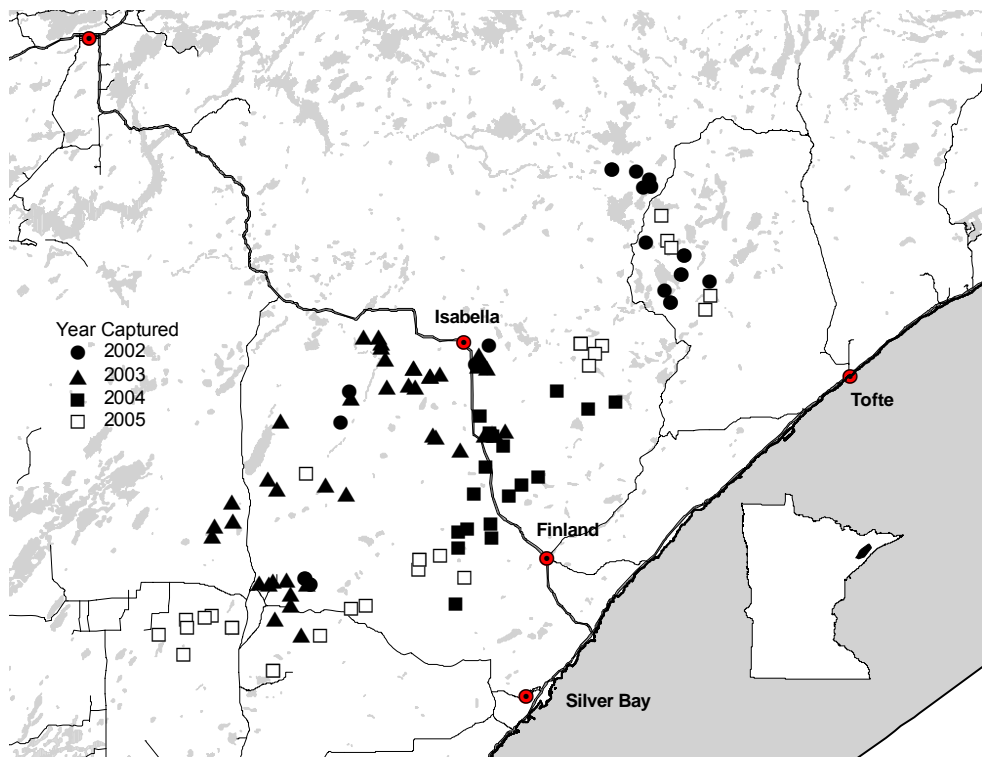 Isabella
Year Captured
2002
2003
2004
2005
Tofte
Finland
Silver Bay